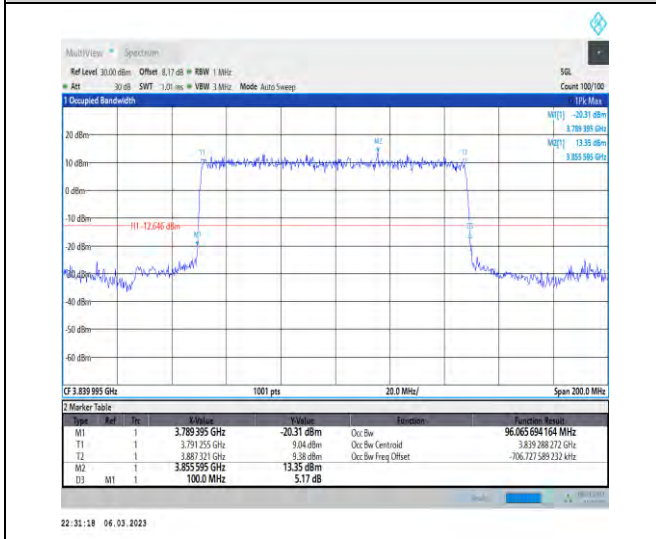 MultiView Spectrum
Ref Level 30.00 dBm Offset 8.17 dB RBW 1 MHz SGL
Att 30 dB SWT 1.01 ms VBW 3 MHz Mode Auto Sweep Count 100/100
1 Occupied Bandwidth 1Pk Max
M1[1] -20.31 dBm
3.789 395 GHz
M2[1] 13.35 dBm
3.855 595 GHz
20 dBm
M2
T1 T2
10 dBm
0 dBm
-10 dBm
H1 -12.646 dBm
D3
M1
-20 dBm
-30 dBm
-40 dBm
-50 dBm
-60 dBm
CF 3.839 995 GHz 1001 pts 20.0 MHz/ Span 200.0 MHz
2 Marker Table
Type Ref Trc X-Value Y-Value Function Function Result
M1 1 3.789 395 GHz -20.31 dBm Occ Bw 96.065 694 164 MHz
T1 1 3.791 255 GHz 9.04 dBm Occ Bw Centroid 3.839 288 272 GHz
T2 1 3.887 321 GHz 9.38 dBm Occ Bw Freq Offset -706.727 589 232 kHz
M2 1 3.855 595 GHz 13.35 dBm
D3 M1 1 100.0 MHz 5.17 dB
22:31:18 06.03.2023